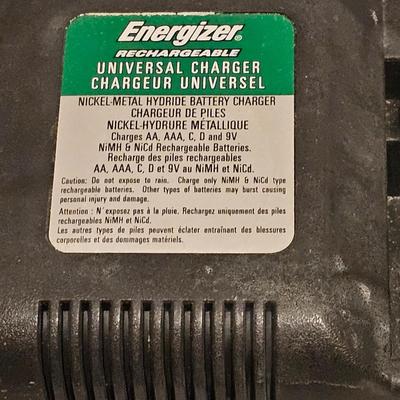 Energizer®
RECHARGEABLE
UNIVERSAL CHARGER
CHARGEUR UNIVERSEL
NICKEL-METAL HYDRIDE BATTERY CHARGER
CHARGEUR DE PILES
NICKEL-HYDRURE MÉTALLIQUE
Charges AA, AAA, C, D and 9V
NiMH & NiCd Rechargeable Batteries.
Recharge des piles rechargeables
AA, AAA, C, D et 9V au NiMH et NiCd.
Caution: Do not expose to rain. Charge only NiMH & NiCd type
rechargeable batteries. Other types of batteries may burst causing
personal injury and damage.
Attention : N'exposez pas à la pluie. Rechargez uniquement des piles
rechargeables NiMH et NiCd.
Les autres types de piles peuvent éclater entraînant des blessures
corporelles et des dommages matériels.